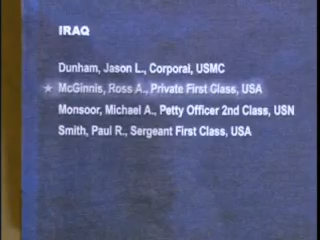 IRAQ
Dunham, Jason L., Corporal, USMC
★ McGinnis, Ross A., Private First Class, USA
Monsoor, Michael A., Petty Officer 2nd Class, USN
Smith, Paul R., Sergeant First Class, USA